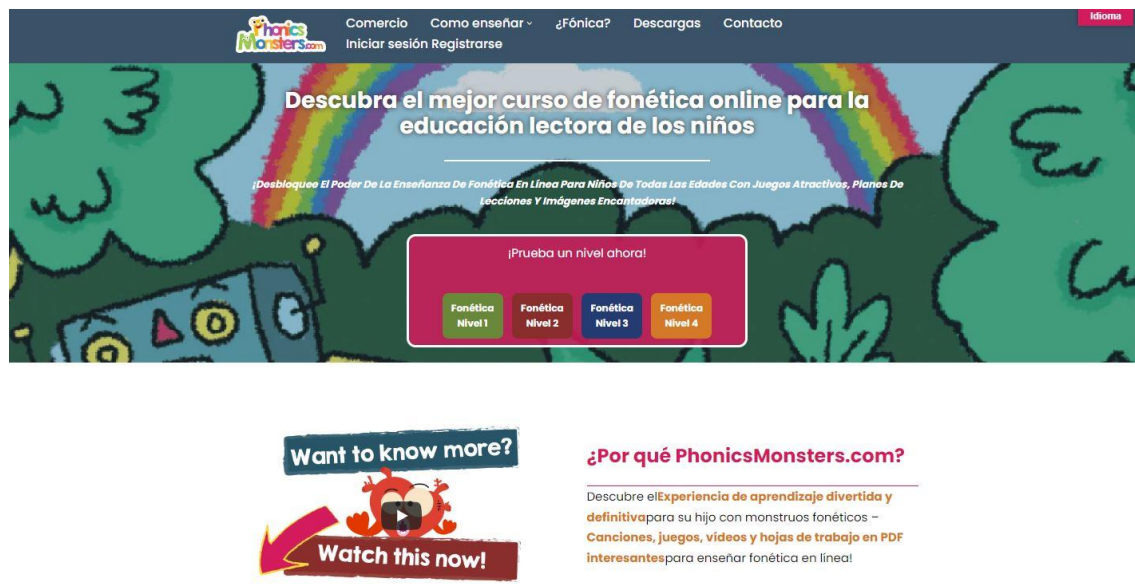 Phonics
Monsters.com
Comercio Como enseñar ¿Fónica? Descargas Contacto
Iniciar sesión Registrarse
Idioma
Descubra el mejor curso de fonética online para la
educación lectora de los niños
¡Desbloquee El Poder De La Enseñanza De Fonética En Línea Para Niños De Todas Las Edades Con Juegos Atractivos, Planes De
Lecciones Y Imágenes Encantadoras!
¡Prueba un nivel ahora!
Fonética
Nivel 1
Fonética
Nivel 2
Fonética
Nivel 3
Fonética
Nivel 4
Want to know more?
Watch this now!
¿Por qué PhonicsMonsters.com?
Descubre elExperiencia de aprendizaje divertida y
definitivapara su hijo con monstruos fonéticos –
Canciones, juegos, vídeos y hojas de trabajo en PDF
interesantespara enseñar fonética en línea!